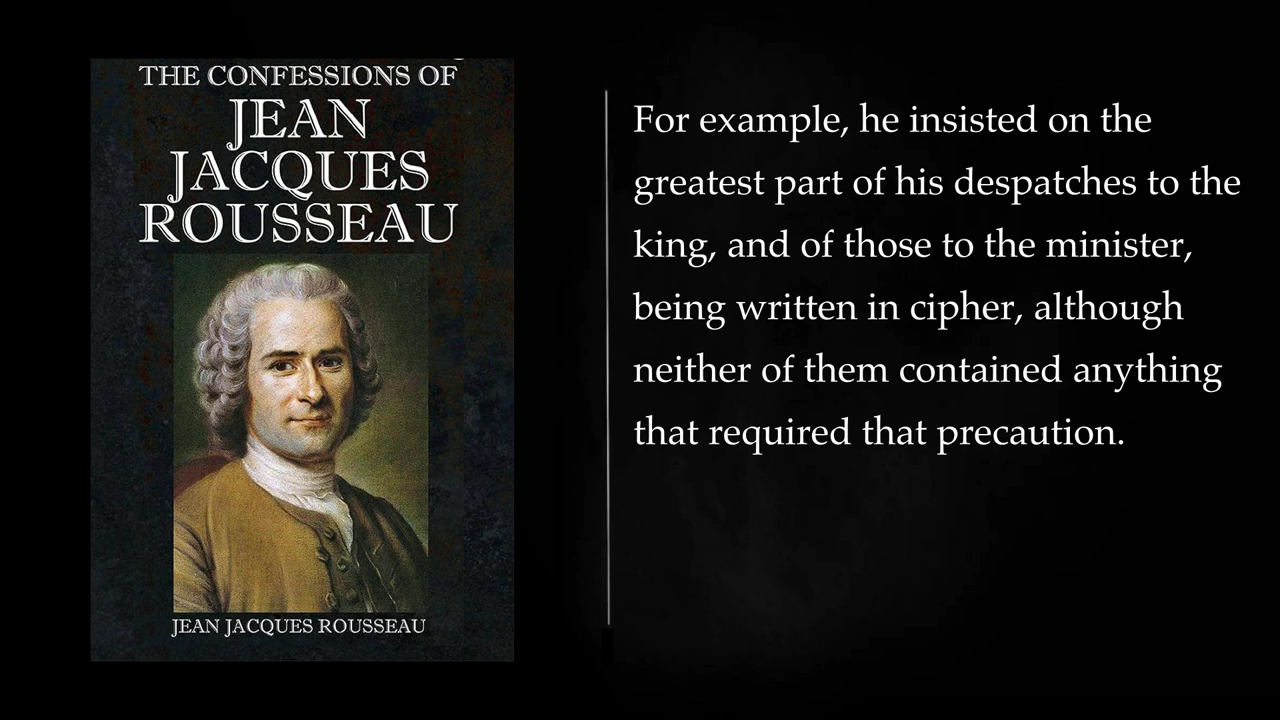 THE CONFESSIONS OF
JEAN
JACQUES
ROUSSEAU
JEAN JACQUES ROUSSEAU
For example, he insisted on the
greatest part of his despatches to the
king, and of those to the minister,
being written in cipher, although
neither of them contained anything
that required that precaution.